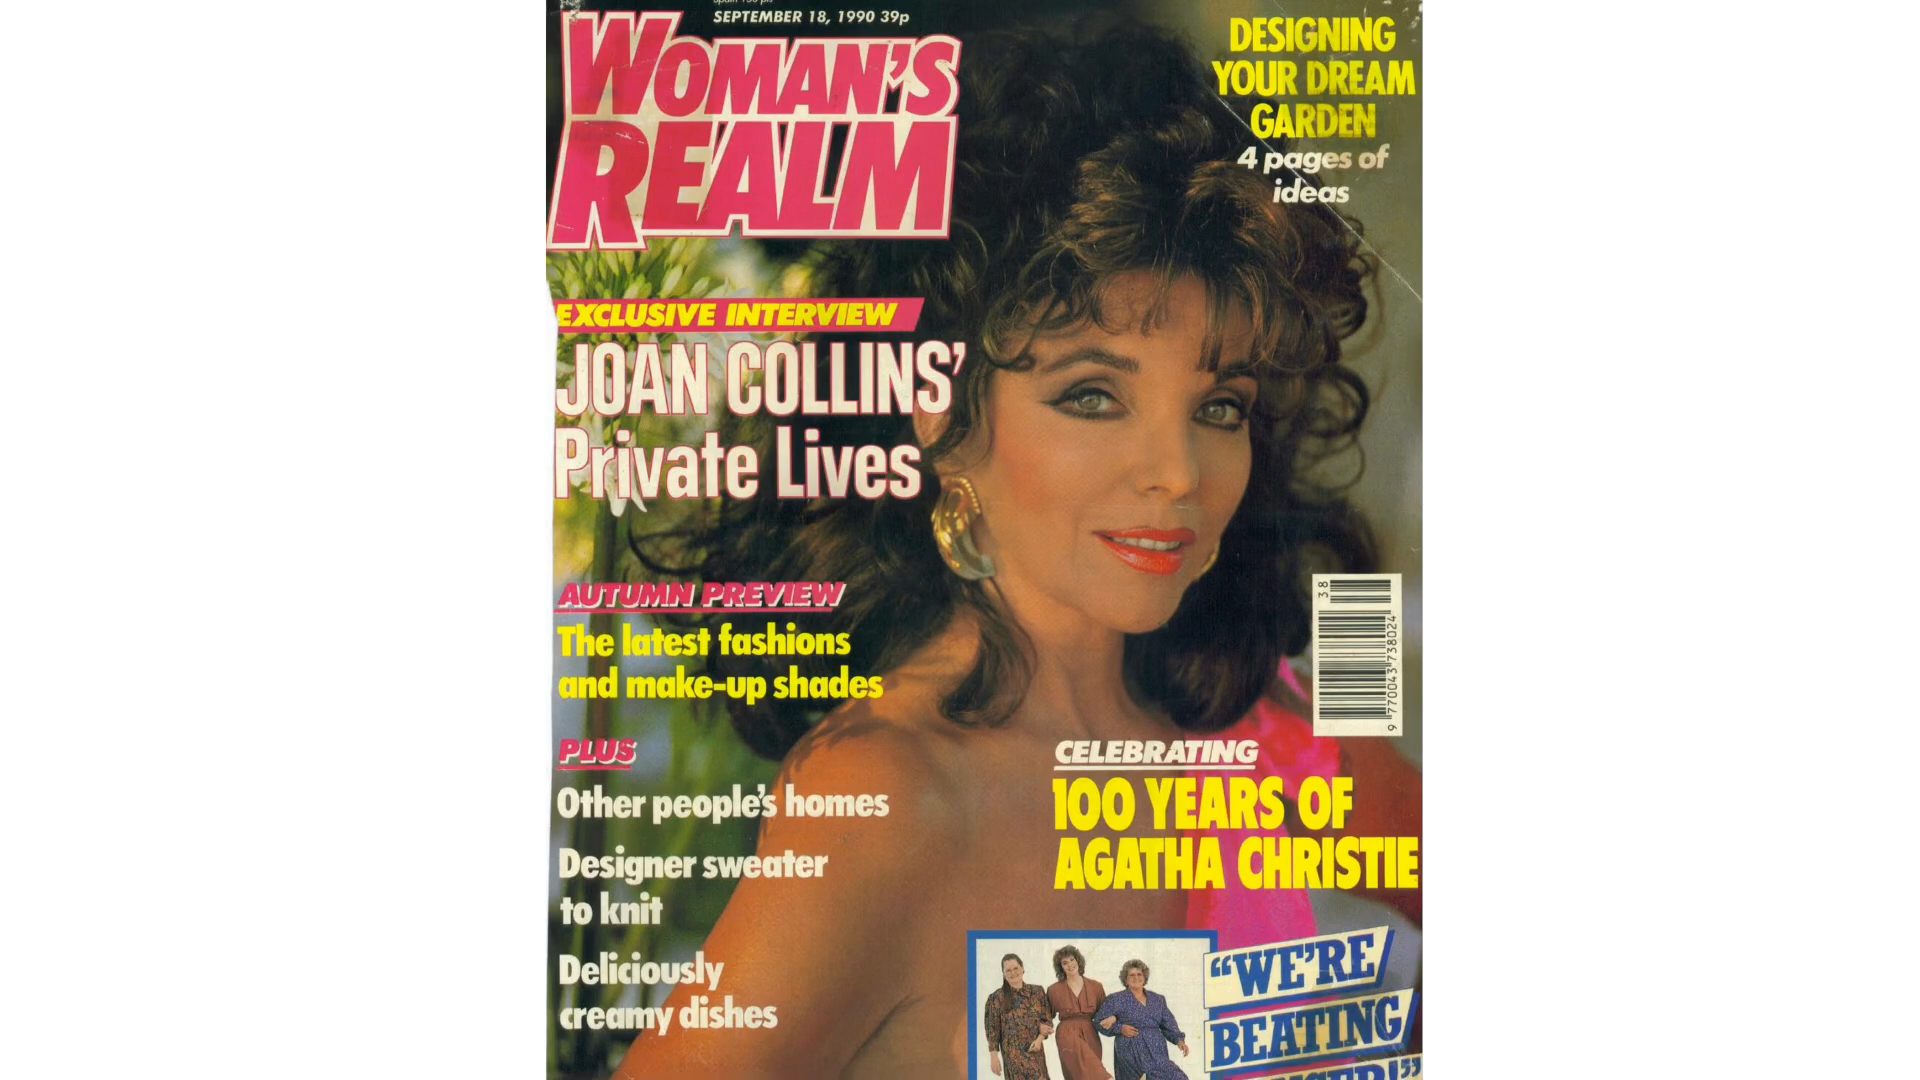 SEPTEMBER 18, 1990 39p
WOMAN'S
REALM
DESIGNING
YOUR DREAM
GARDEN
4 pages of
ideas
EXCLUSIVE INTERVIEW
JOAN COLLINS'
Private Lives
AUTUMN PREVIEW
The latest fashions
and make-up shades
PLUS
Other people's homes
Designer sweater
to knit
Deliciously
creamy dishes
38
9 770043 738024
CELEBRATING
100 YEARS OF
AGATHA CHRISTIE
"WE'RE
BEATING